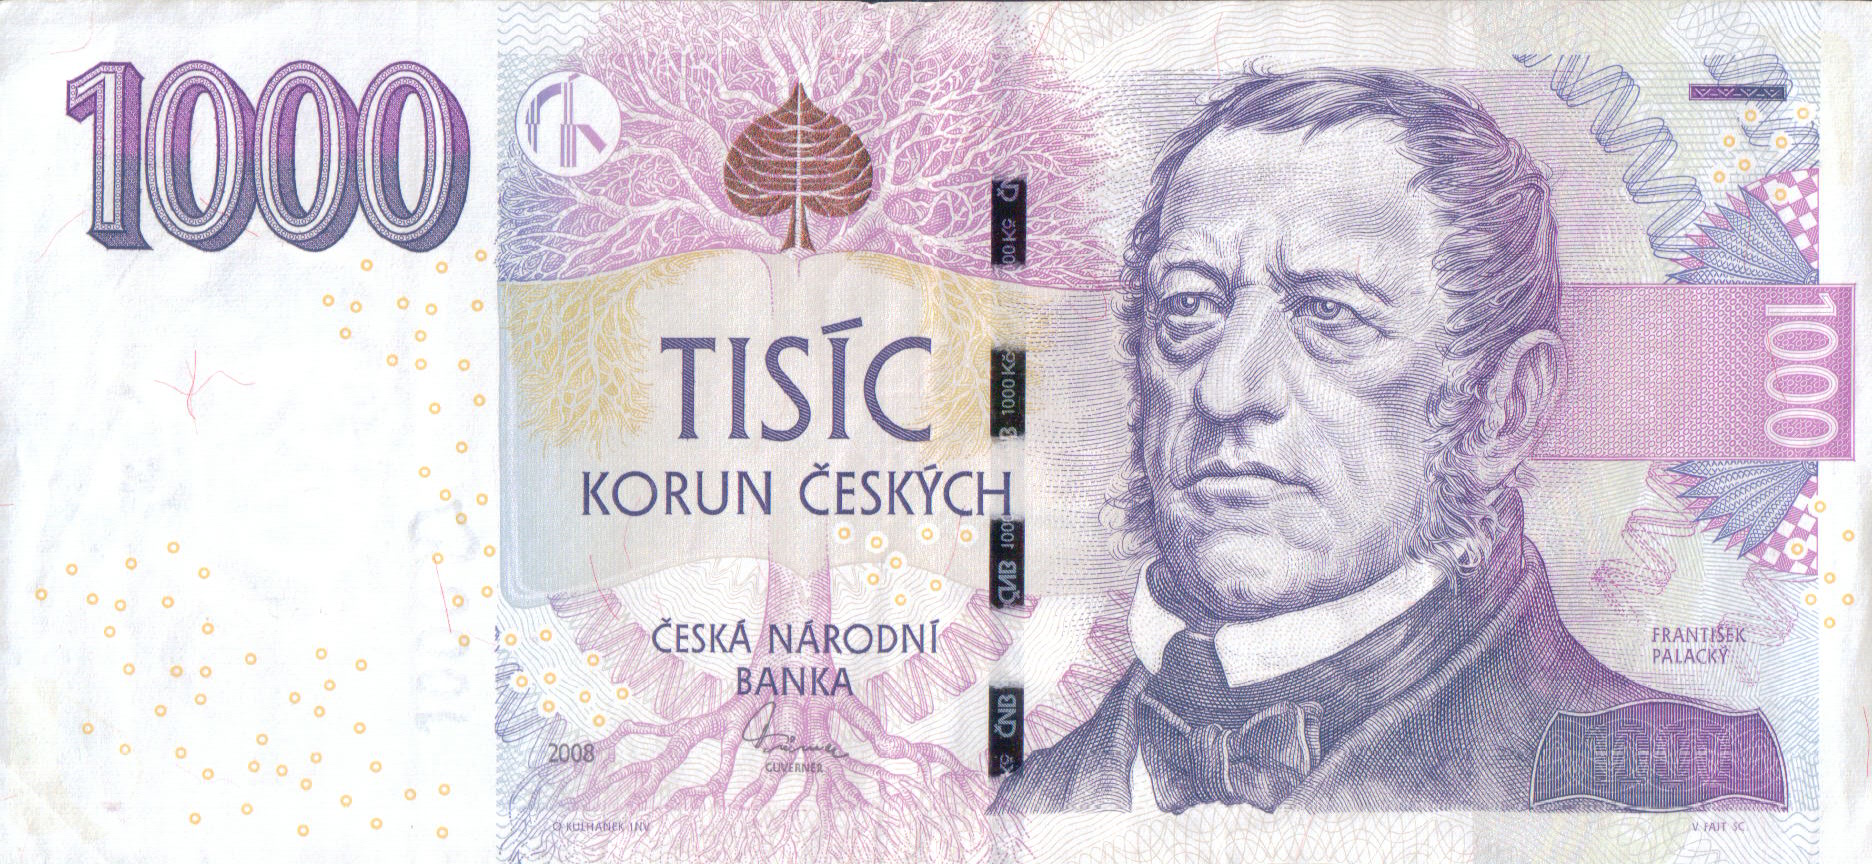 1000
TISÍC
KORUN ČESKÝCH
ČESKÁ NÁRODNÍ
BANKA
GUVERNÉR
2008
O. KULHÁNEK INV.
ČNB 1000 Kč
1000
FRANTIŠEK
PALACKÝ
V. FAJT SC.